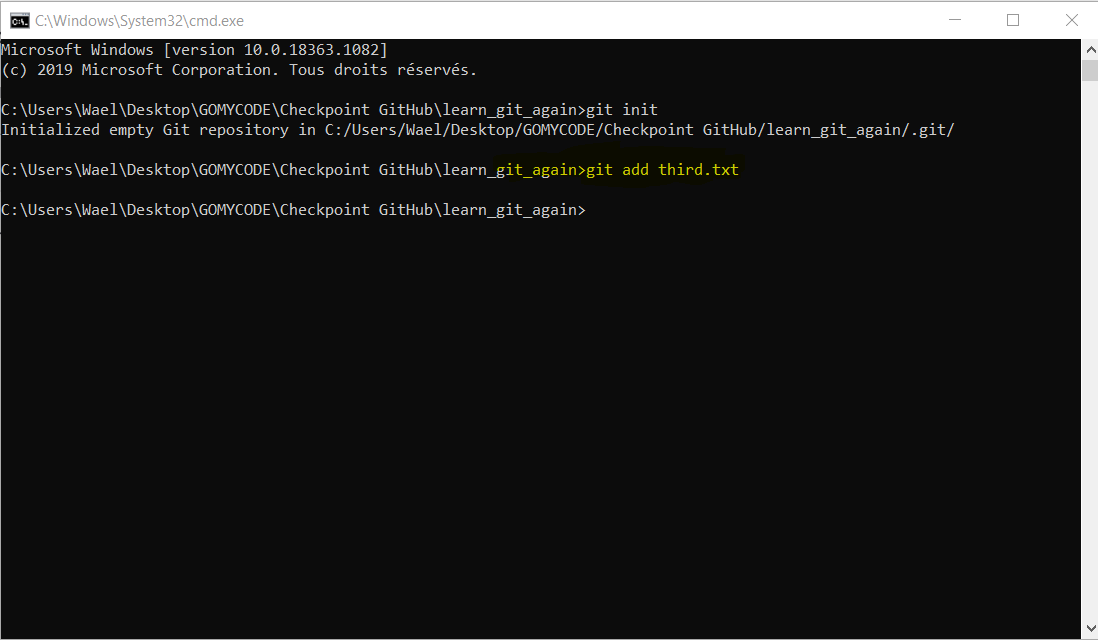 C:\Windows\System32\cmd.exe
Microsoft Windows [version 10.0.18363.1082]
(c) 2019 Microsoft Corporation. Tous droits réservés.
C:\Users\Wael\Desktop\GOMYCODE\Checkpoint GitHub\learn_git_again>git init
Initialized empty Git repository in C:/Users/Wael/Desktop/GOMYCODE/Checkpoint GitHub/learn_git_again/.git/
C:\Users\Wael\Desktop\GOMYCODE\Checkpoint GitHub\learn_git_again>git add third.txt
C:\Users\Wael\Desktop\GOMYCODE\Checkpoint GitHub\learn_git_again>